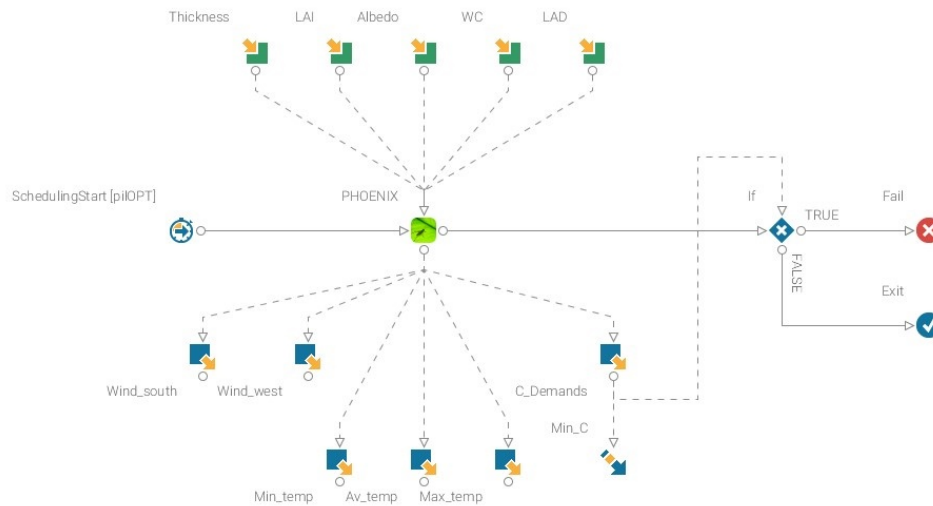 Thickness LAI Albedo WC LAD
SchedulingStart [pilOPT] PHOENIX If Fail
TRUE
FALSE
Exit
Wind_south Wind_west C_Demands
Min_C
Min_temp Av_temp Max_temp